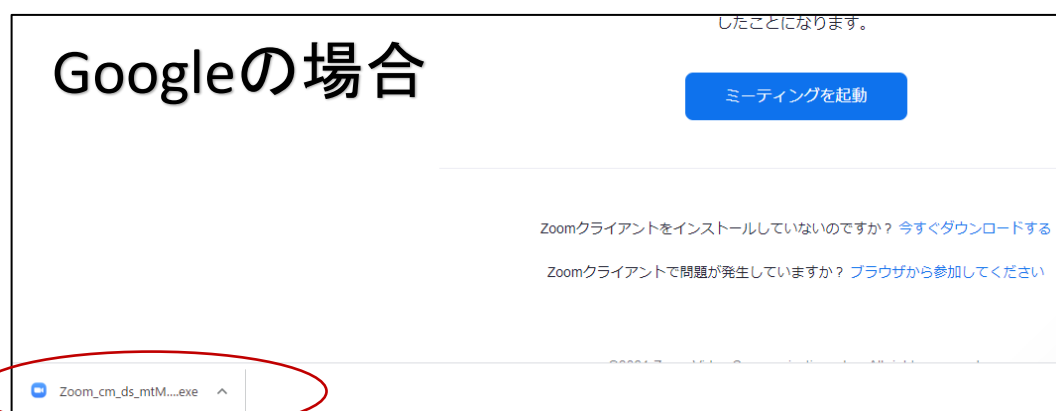 したことになります。
Googleの場合
ミーティングを起動
Zoomクライアントをインストールしていないのですか？ 今すぐダウンロードする
Zoomクライアントで問題が発生していますか？ ブラウザから参加してください
Zoom_cm_ds_mtM....exe